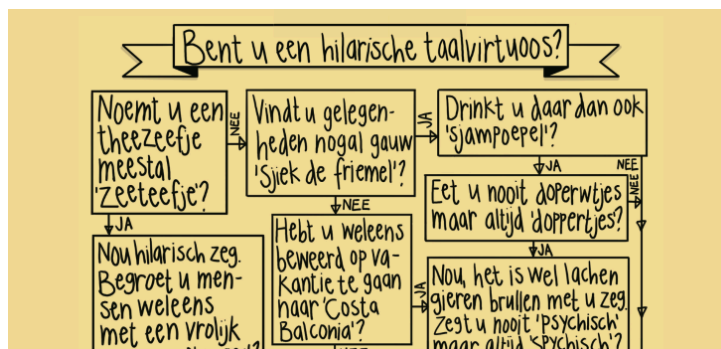 Bent u een hilarische taalvirtuoos?
Noemt u een
theezeefje
meestal
'zeeteefje'?
NEE
Vindt u gelegen-
heden nogal gauw
'Sjiek de friemel'?
JA
Drinkt u daar dan ook
'sjampoepel'?
JA
NEE
Eet u nooit doperwtjes
maar altijd 'doppertjes?
NEE
JA
Nou hilarisch zeg.
Begroet u men-
sen weleens
met een vrolijk
NEE
Hebt u weleens
beweerd op va-
kantie te gaan
naar 'Costa
Balconia'?
JA
JA
Nou, het is wel lachen
gieren brullen met u zeg.
Zegt u nooit 'psychisch'
maar altijd 'spychisch'?